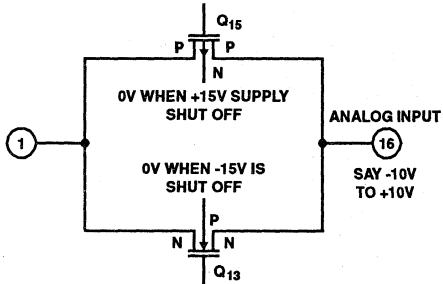 Q15
P P
N
0V WHEN +15V SUPPLY
SHUT OFF
ANALOG INPUT
1
16
0V WHEN -15V IS
SHUT OFF
SAY -10V
TO +10V
P
N N
Q13